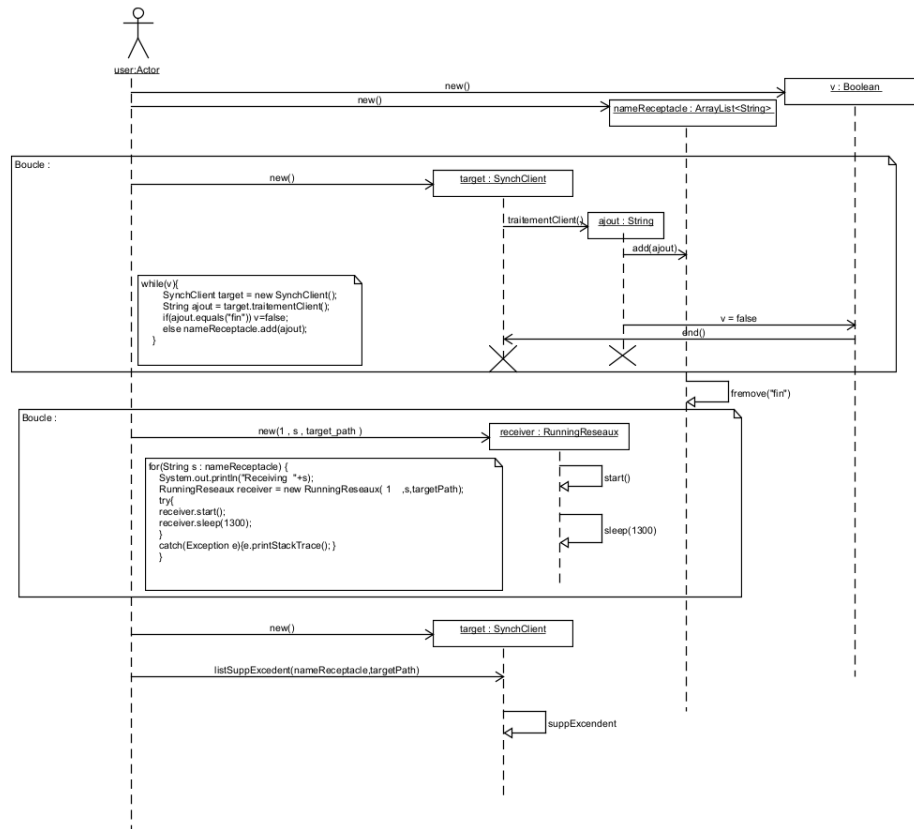 user:Actor
new()
v : Boolean
new()
nameReceptacle : ArrayList<String>
Boucle :
new()
target : SynchClient
traitementClient()
ajout : String
add(ajout)
while(v){
SynchClient target = new SynchClient();
String ajout = target.traitementClient();
if(ajout.equals("fin")) v=false;
else nameReceptacle.add(ajout);
}
v = false
end()
fremove("fin")
Boucle :
new(1 , s , target_path )
receiver : RunningReseaux
for(String s : nameReceptacle) {
System.out.println("Receiving "+s);
RunningReseaux receiver = new RunningReseaux( 1 ,s,targetPath);
try{
receiver.start();
receiver.sleep(1300);
}
catch(Exception e){e.printStackTrace(); }
}
start()
sleep(1300)
new()
target : SynchClient
listSuppExcedent(nameReceptacle,targetPath)
suppExcendent